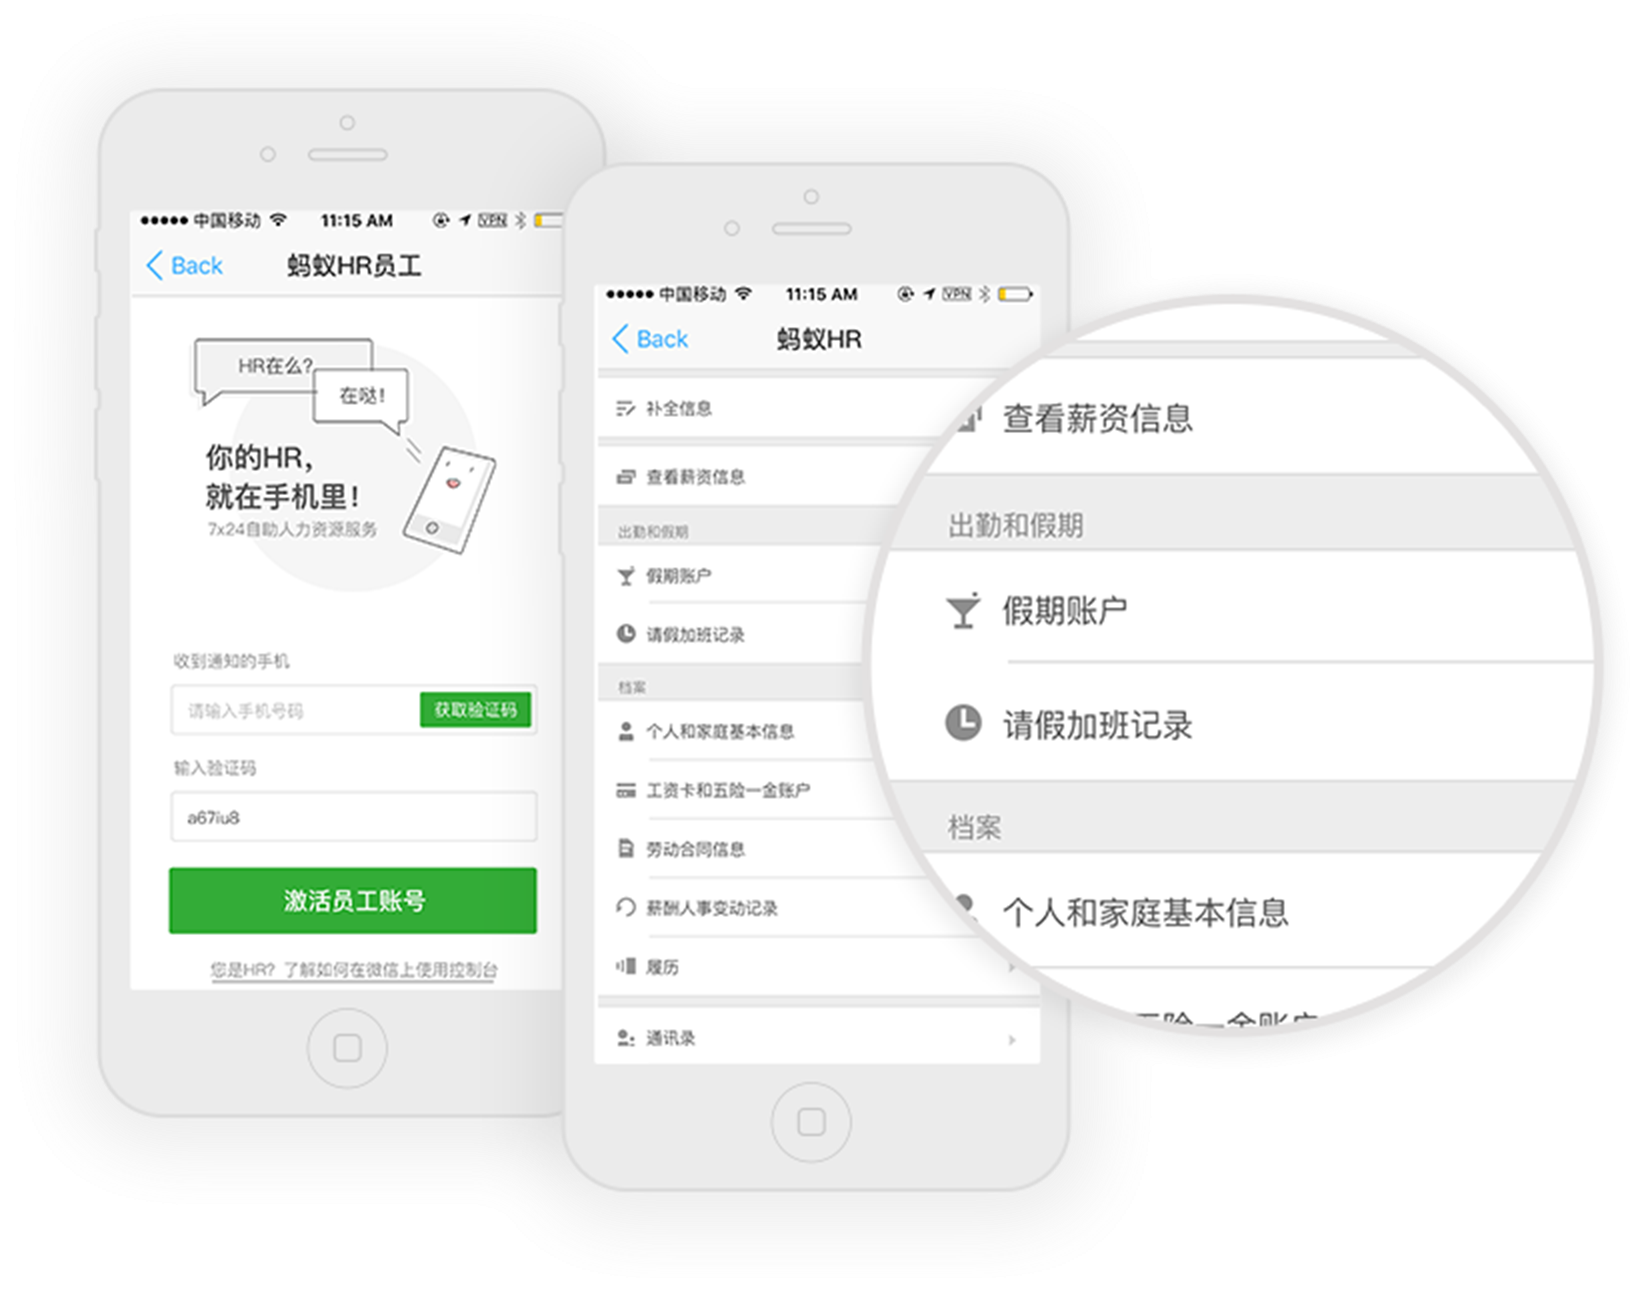 中国移动 11:15 AM VPN
Back 蚂蚁HR员工
HR在么?
在哒!
你的HR,
就在手机里!
7x24自助人力资源服务
收到通知的手机
请输入手机号码 获取验证码
输入验证码
a67iu8
激活员工账号
您是HR? 了解如何在微信上使用控制台
中国移动 11:15 AM VPN
Back 蚂蚁HR
补全信息
查看薪资信息
出勤和假期
假期账户
请假加班记录
档案
个人和家庭基本信息
工资卡和五险一金账户
劳动合同信息
薪酬人事变动记录
履历
通讯录
查看薪资信息
出勤和假期
假期账户
请假加班记录
档案
个人和家庭基本信息
五险一金账户